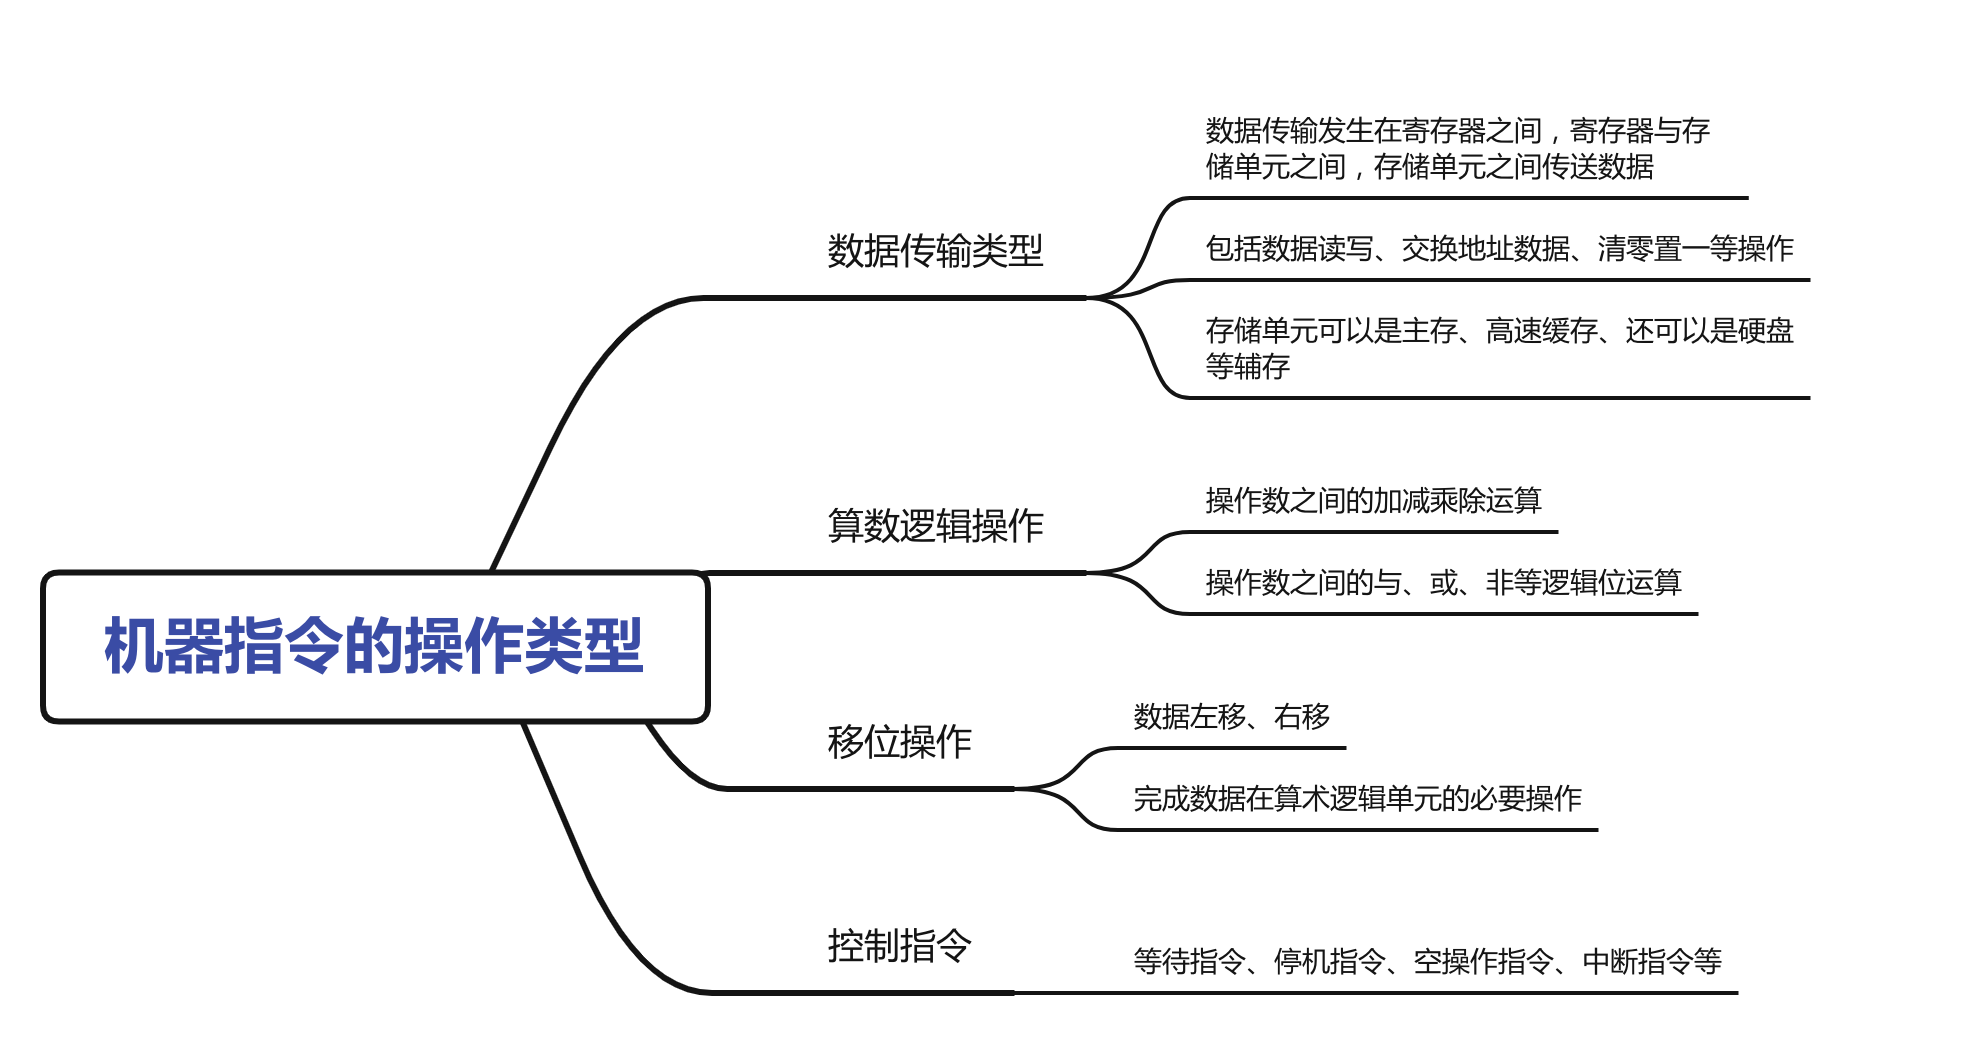 数据传输发生在寄存器之间，寄存器与存
储单元之间，存储单元之间传送数据
数据传输类型
包括数据读写、交换地址数据、清零置一等操作
存储单元可以是主存、高速缓存、还可以是硬盘
等辅存
算数逻辑操作
操作数之间的加减乘除运算
操作数之间的与、或、非等逻辑位运算
机器指令的操作类型
移位操作
数据左移、右移
完成数据在算术逻辑单元的必要操作
控制指令
等待指令、停机指令、空操作指令、中断指令等